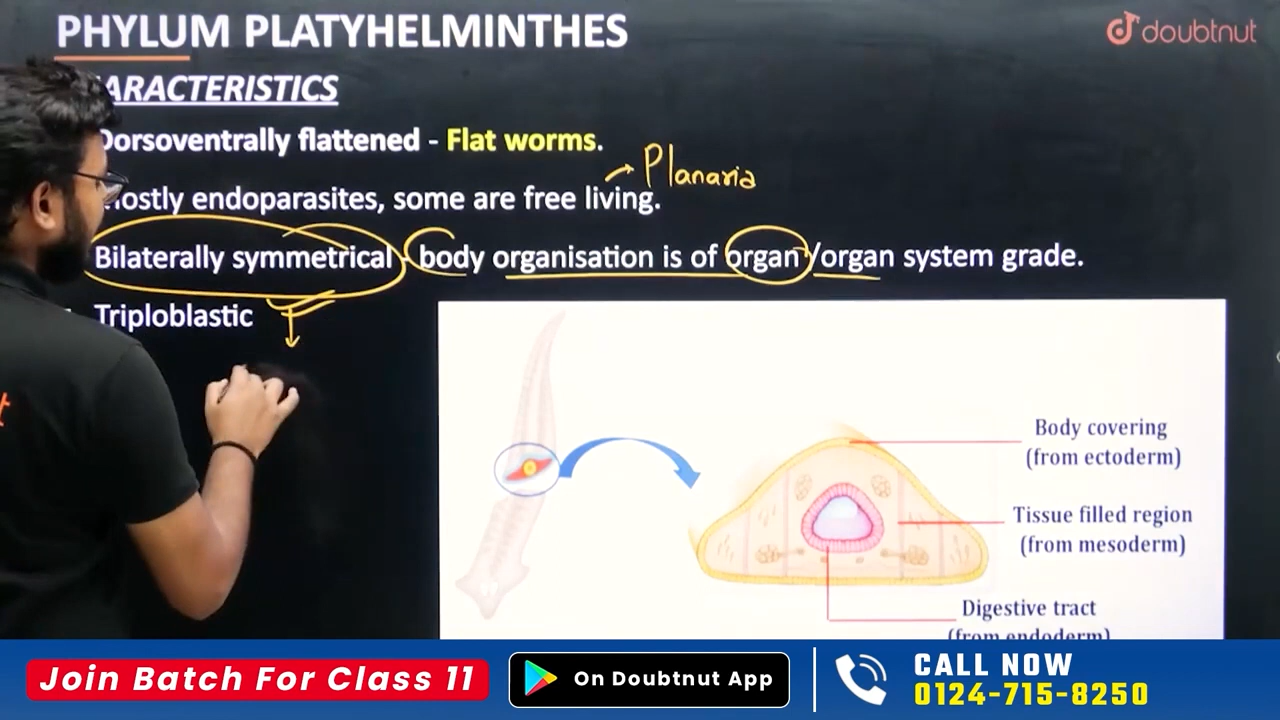 PHYLUM PLATYHELMINTHES
doubtnut
ARACTERISTICS
Dorsoventrally flattened - Flat worms.
Planaria
ostly endoparasites, some are free living.
Bilaterally symmetrical body organisation is of organ /organ system grade.
Triploblastic
Body covering
(from ectoderm)
Tissue filled region
(from mesoderm)
Digestive tract
(from endoderm)
Join Batch For Class 11
On Doubtnut App
CALL NOW
0124-715-8250